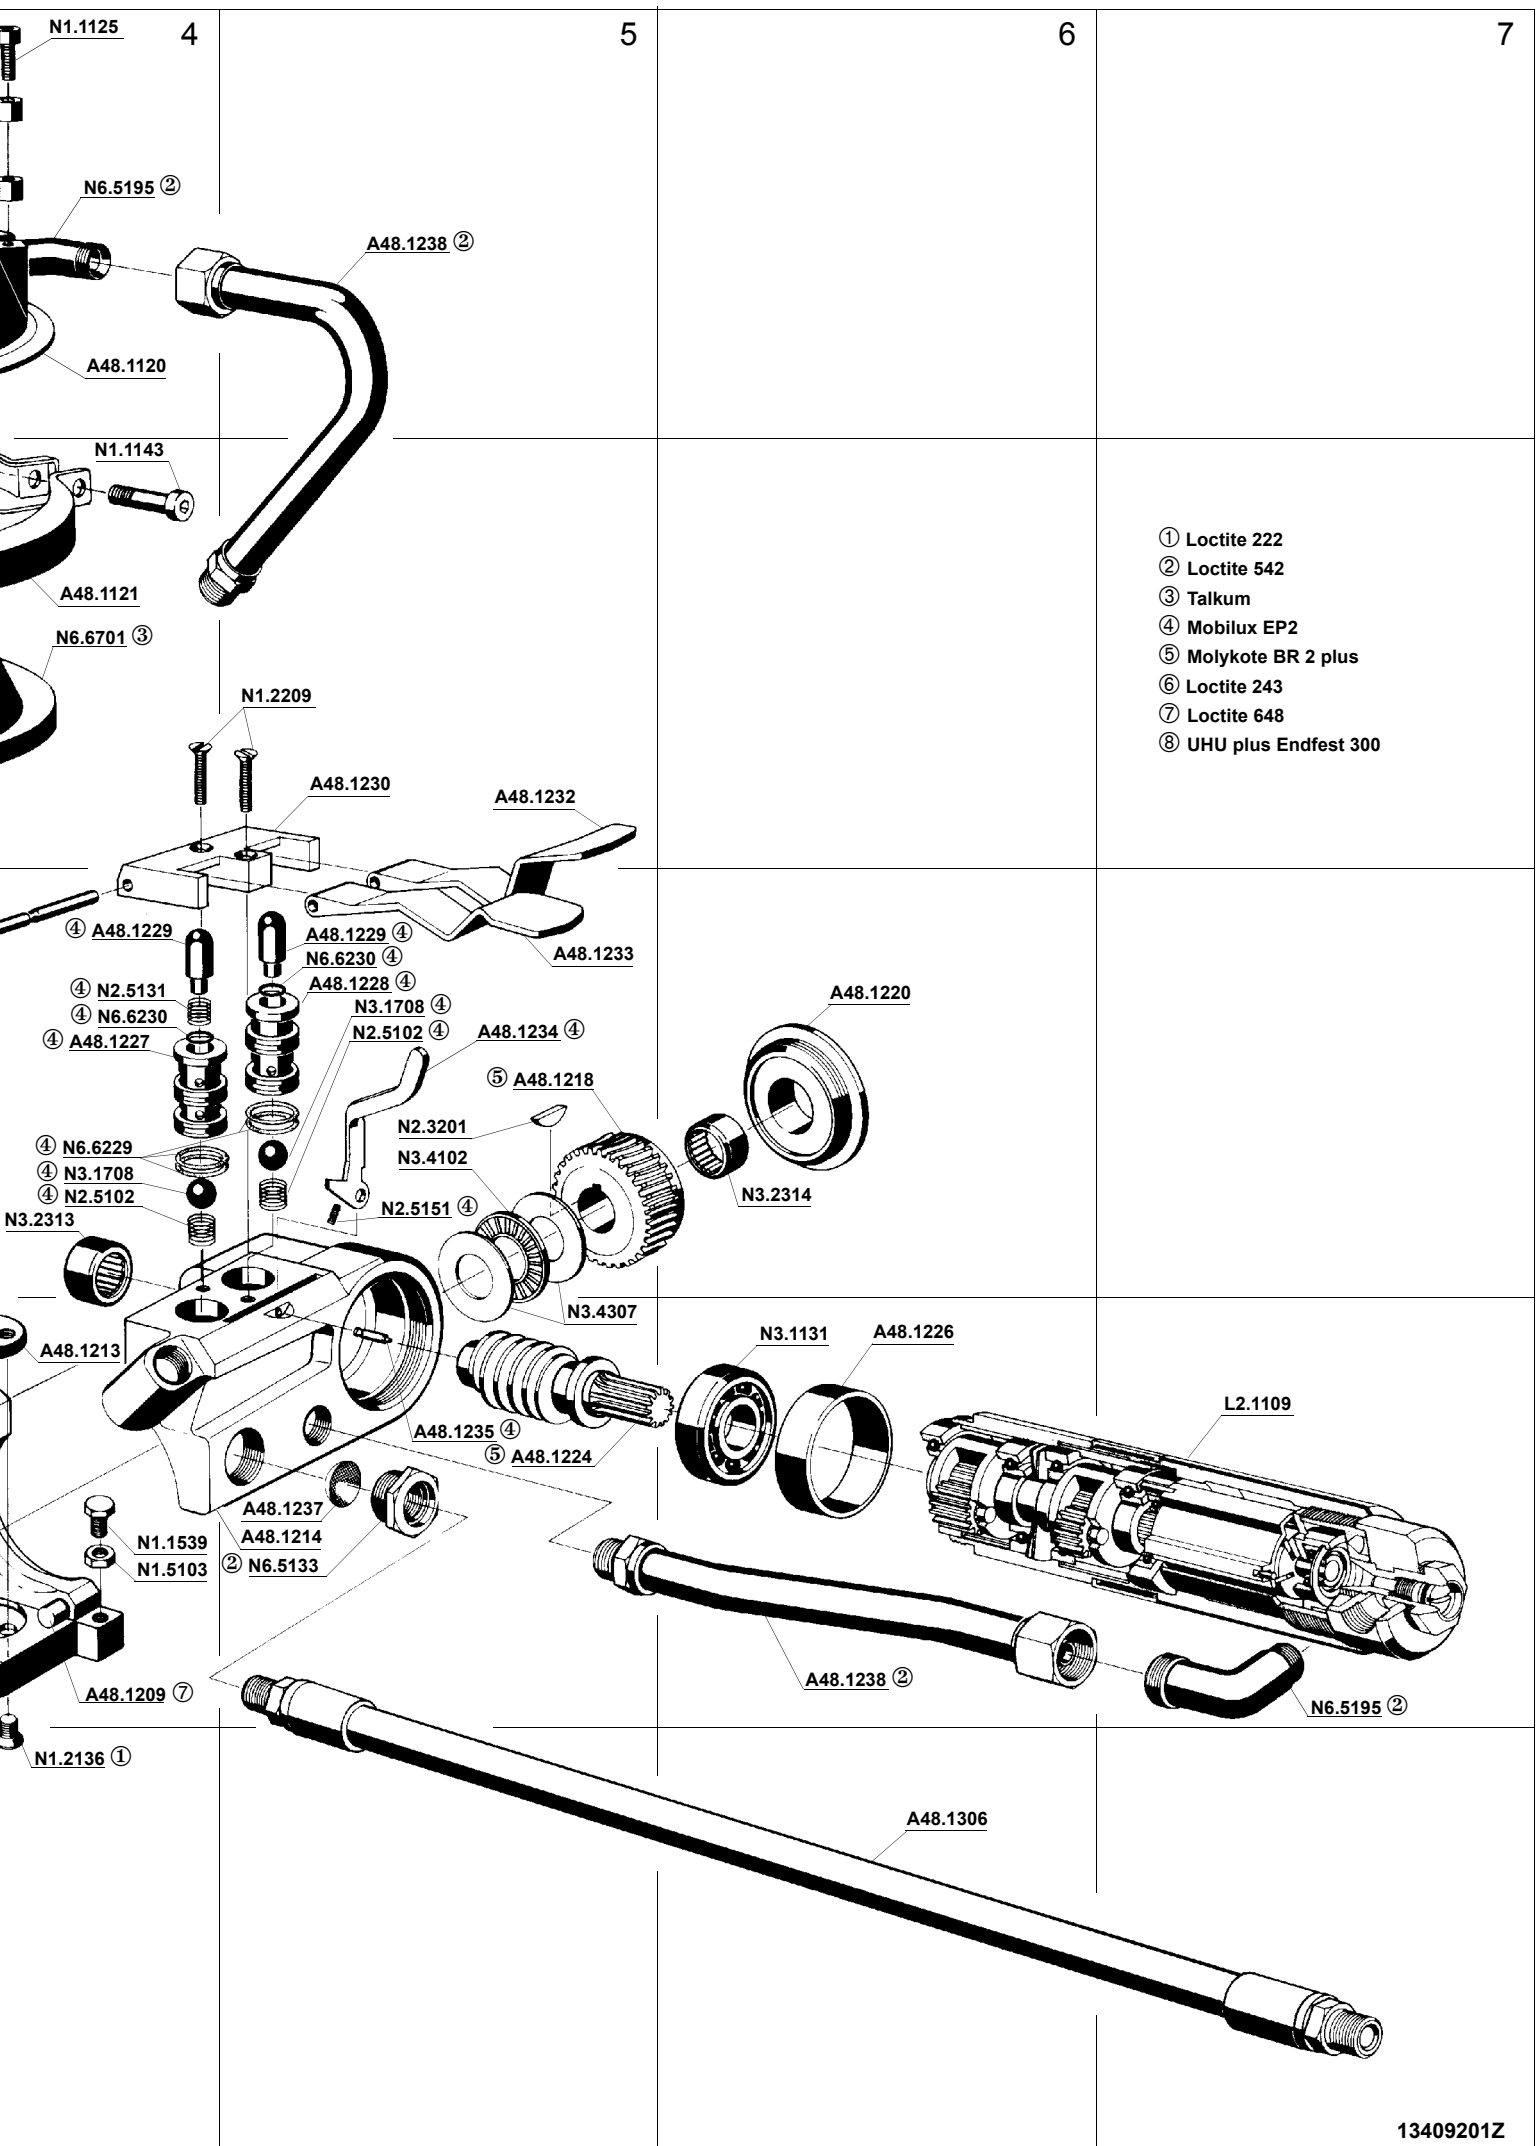 N1.1125
4
5
6
7
N6.5195 ②
A48.1238 ②
A48.1120
N1.1143
A48.1121
N6.6701 ③
① Loctite 222
② Loctite 542
③ Talkum
④ Mobilux EP2
⑤ Molykote BR 2 plus
⑥ Loctite 243
⑦ Loctite 648
⑧ UHU plus Endfest 300
N1.2209
A48.1230
A48.1232
④ A48.1229
A48.1229 ④
A48.1233
N6.6230 ④
④ N2.5131
A48.1228 ④
A48.1220
④ N6.6230
N3.1708 ④
④ A48.1227
N2.5102 ④
A48.1234 ④
⑤ A48.1218
N2.3201
④ N6.6229
N3.4102
④ N3.1708
④ N2.5102
N3.2314
N2.5151 ④
N3.2313
N3.4307
A48.1213
N3.1131
A48.1226
L2.1109
A48.1235 ④
⑤ A48.1224
A48.1237
A48.1214
N1.1539
② N6.5133
N1.5103
A48.1238 ②
A48.1209 ⑦
N6.5195 ②
N1.2136 ①
A48.1306
13409201Z